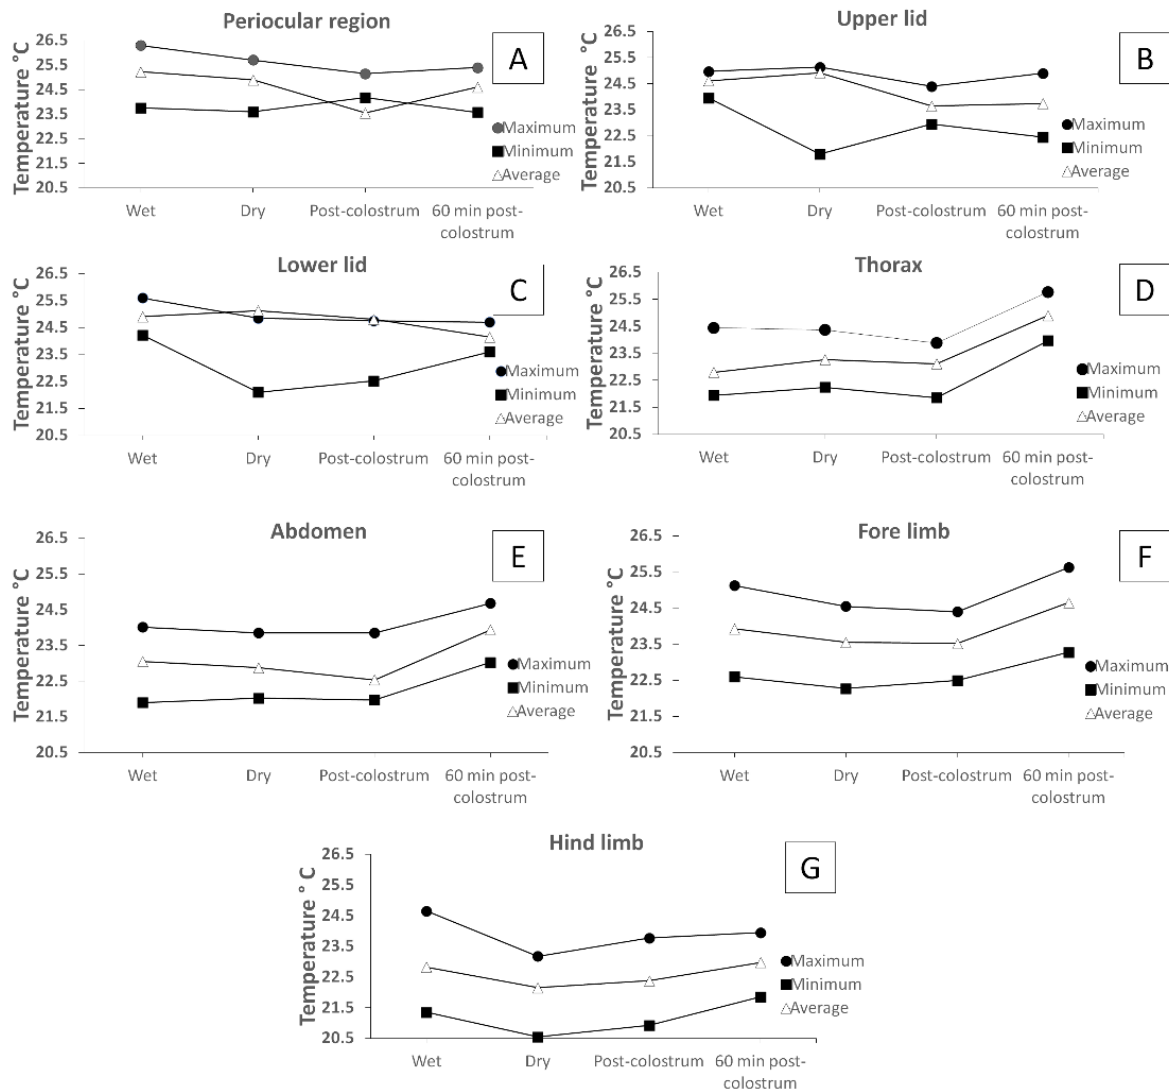 Periocular region
A
Temperature °C
26.5
25.5
24.5
23.5
22.5
21.5
20.5
Wet
Dry
Post-colostrum
60 min post-
colostrum
Maximum
Minimum
Average
Upper lid
B
Temperature °C
26.5
25.5
24.5
23.5
22.5
21.5
20.5
Wet
Dry
Post-colostrum
60 min post-
colostrum
Maximum
Minimum
Average
Lower lid
C
Temperature °C
26.5
25.5
24.5
23.5
22.5
21.5
20.5
Wet
Dry
Post-colostrum
60 min post-
colostrum
Maximum
Minimum
Average
Thorax
D
Temperature °C
26.5
25.5
24.5
23.5
22.5
21.5
20.5
Wet
Dry
Post-colostrum
60 min post-
colostrum
Maximum
Minimum
Average
Abdomen
E
Temperature °C
26.5
25.5
24.5
23.5
22.5
21.5
20.5
Wet
Dry
Post-colostrum
60 min post-
colostrum
Maximum
Minimum
Average
Fore limb
F
Temperature °C
26.5
25.5
24.5
23.5
22.5
21.5
20.5
Wet
Dry
Post-colostrum
60 min post-
colostrum
Maximum
Minimum
Average
Hind limb
G
Temperature ° C
26.5
25.5
24.5
23.5
22.5
21.5
20.5
Wet
Dry
Post-colostrum
60 min post-
colostrum
Maximum
Minimum
Average